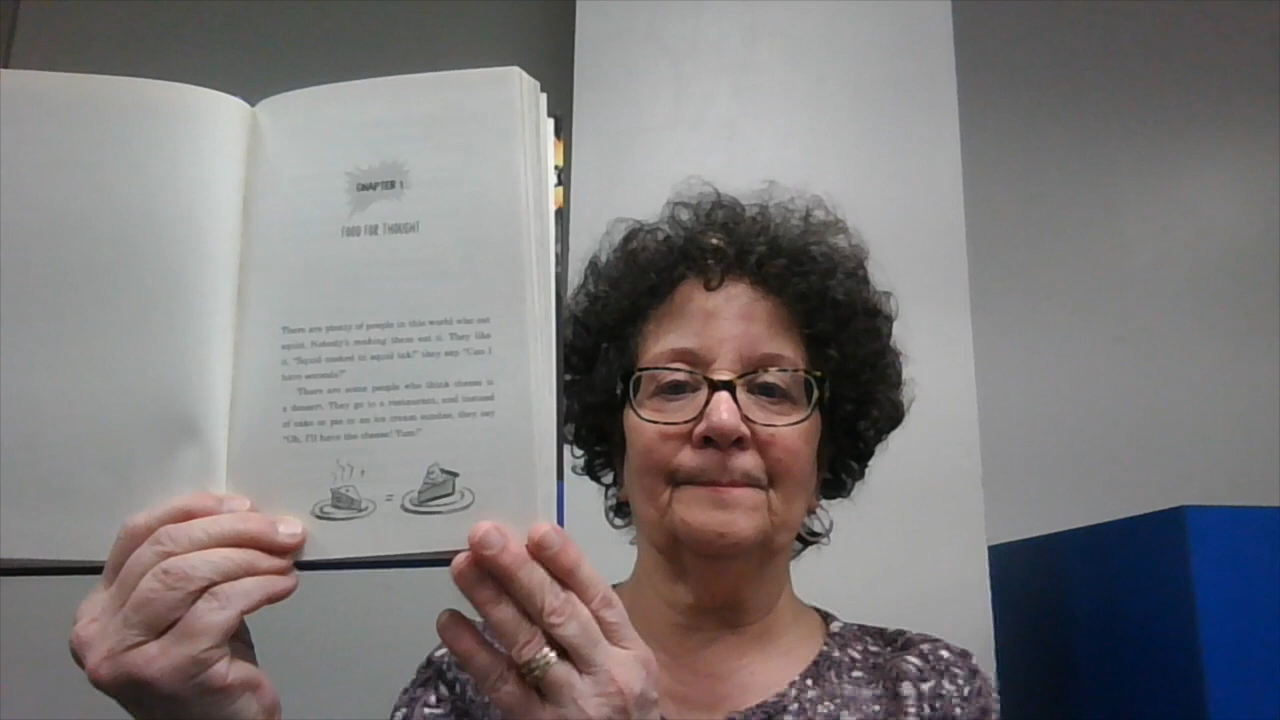 CHAPTER 1
FOOD FOR THOUGHT
There are plenty of people in this world who eat
squid. Nobody's making them eat it. They like
it. "Squid cooked in squid ink?" they say. "Can I
have seconds?"
There are some people who think cheese is
a dessert. They go to a restaurant, and instead
of cake or pie or an ice cream sundae, they say
"Oh, I'll have the cheese! Yum!"
=